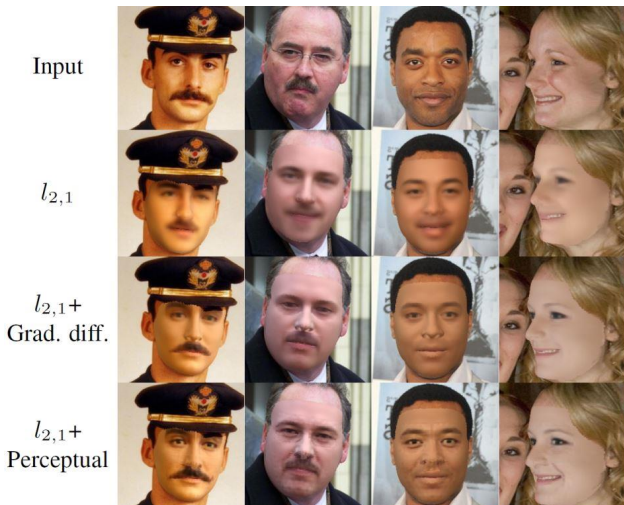 Input
l₂,₁
l₂,₁+
Grad. diff.
l₂,₁+
Perceptual